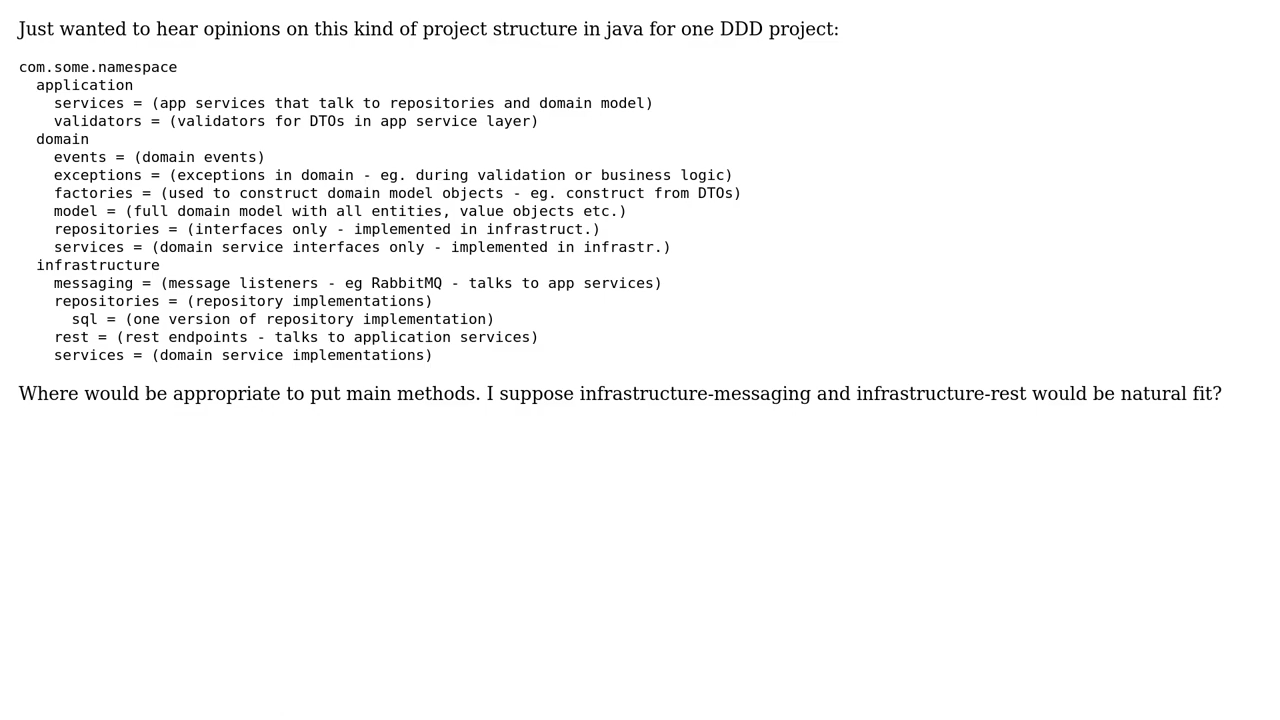 Just wanted to hear opinions on this kind of project structure in java for one DDD project:
com.some.namespace
  application
    services = (app services that talk to repositories and domain model)
    validators = (validators for DTOs in app service layer)
  domain
    events = (domain events)
    exceptions = (exceptions in domain - eg. during validation or business logic)
    factories = (used to construct domain model objects - eg. construct from DTOs)
    model = (full domain model with all entities, value objects etc.)
    repositories = (interfaces only - implemented in infrastruct.)
    services = (domain service interfaces only - implemented in infrastr.)
  infrastructure
    messaging = (message listeners - eg RabbitMQ - talks to app services)
    repositories = (repository implementations)
      sql = (one version of repository implementation)
    rest = (rest endpoints - talks to application services)
    services = (domain service implementations)
Where would be appropriate to put main methods. I suppose infrastructure-messaging and infrastructure-rest would be natural fit?